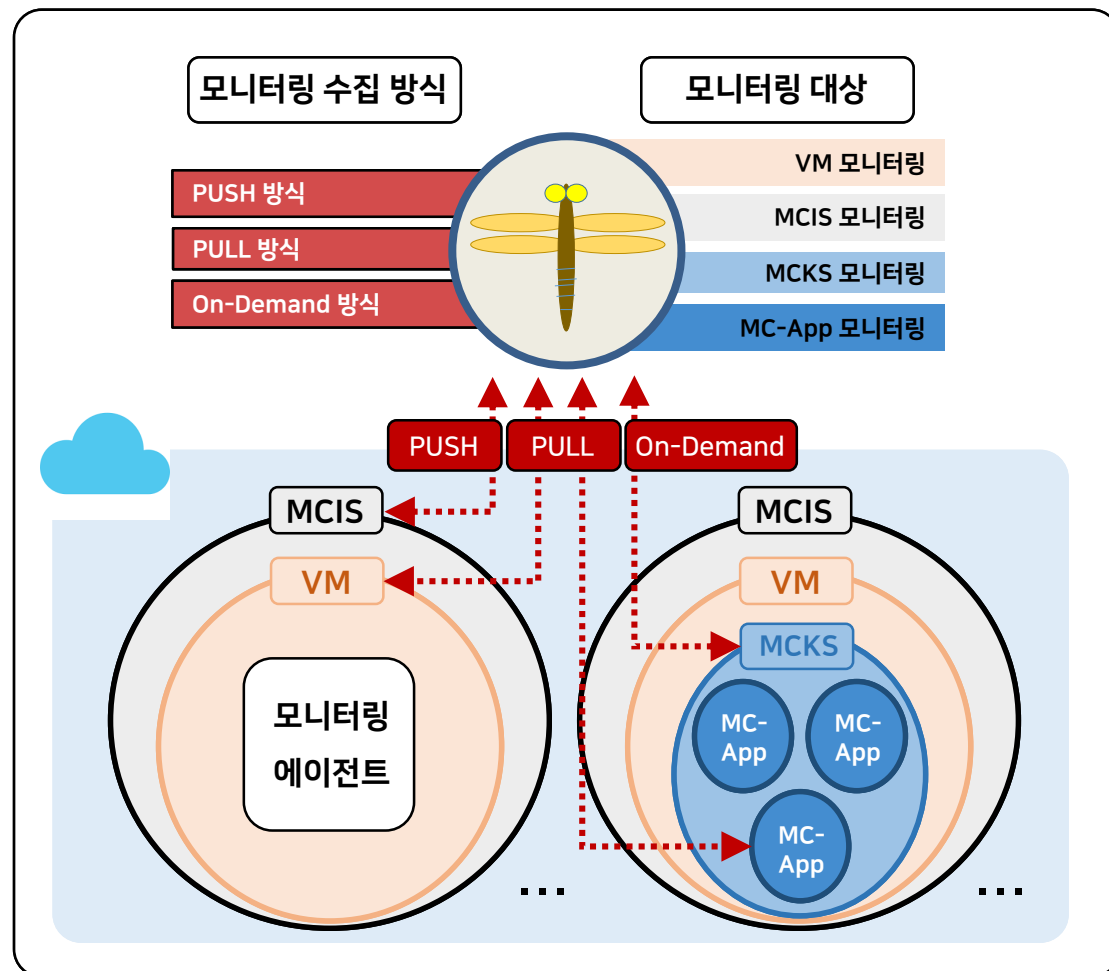 모니터링 수집 방식
모니터링 대상
PUSH 방식
PULL 방식
On-Demand 방식
VM 모니터링
MCIS 모니터링
MCKS 모니터링
MC-App 모니터링
PUSH
PULL
On-Demand
MCIS
VM
모니터링
에이전트
...
MCIS
VM
MCKS
MC-
App
MC-
App
MC-
App
...